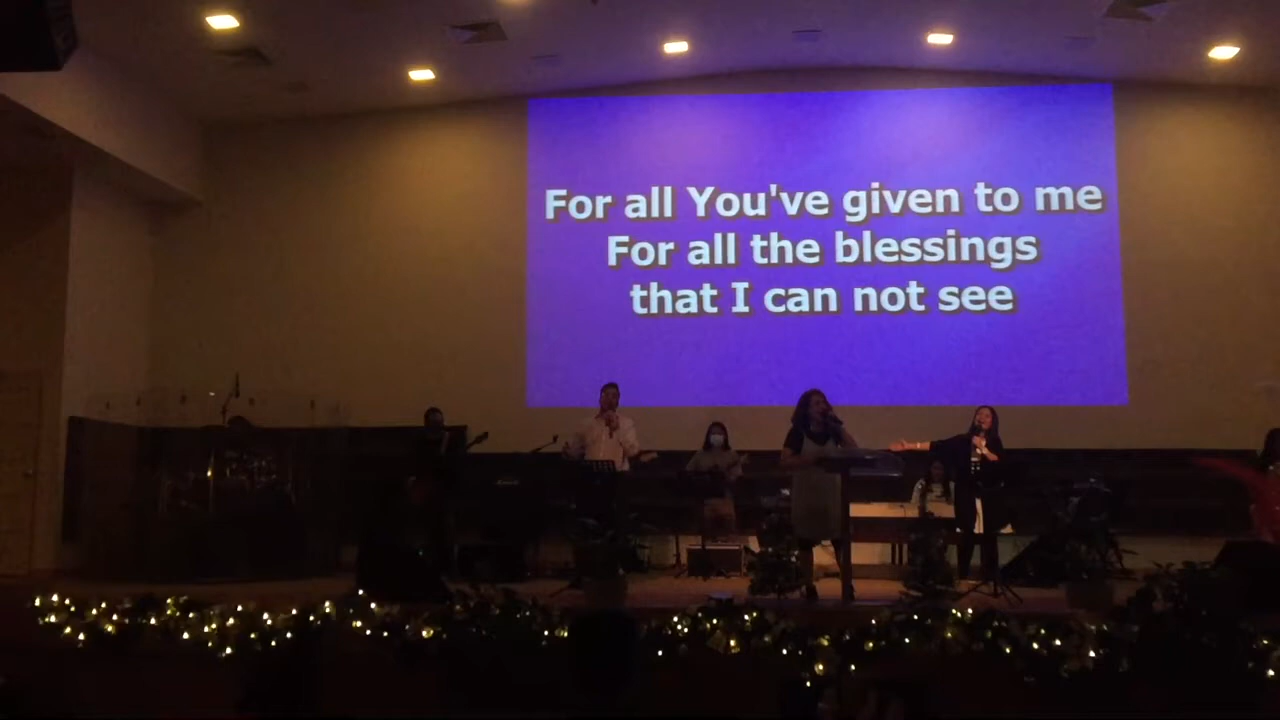 For all You've given to me
For all the blessings
that I can not see